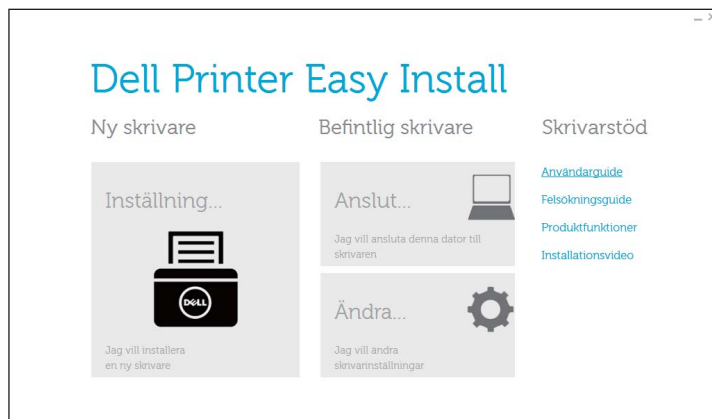 Dell Printer Easy Install
Ny skrivare
Inställning...
DELL
Jag vill installera
en ny skrivare
Befintlig skrivare
Anslut...
Jag vill ansluta denna dator till
skrivaren
Ändra...
Jag vill ändra
skrivarinställningar
Skrivarstöd
Användarguide
Felsökningsguide
Produktfunktioner
Installationsvideo